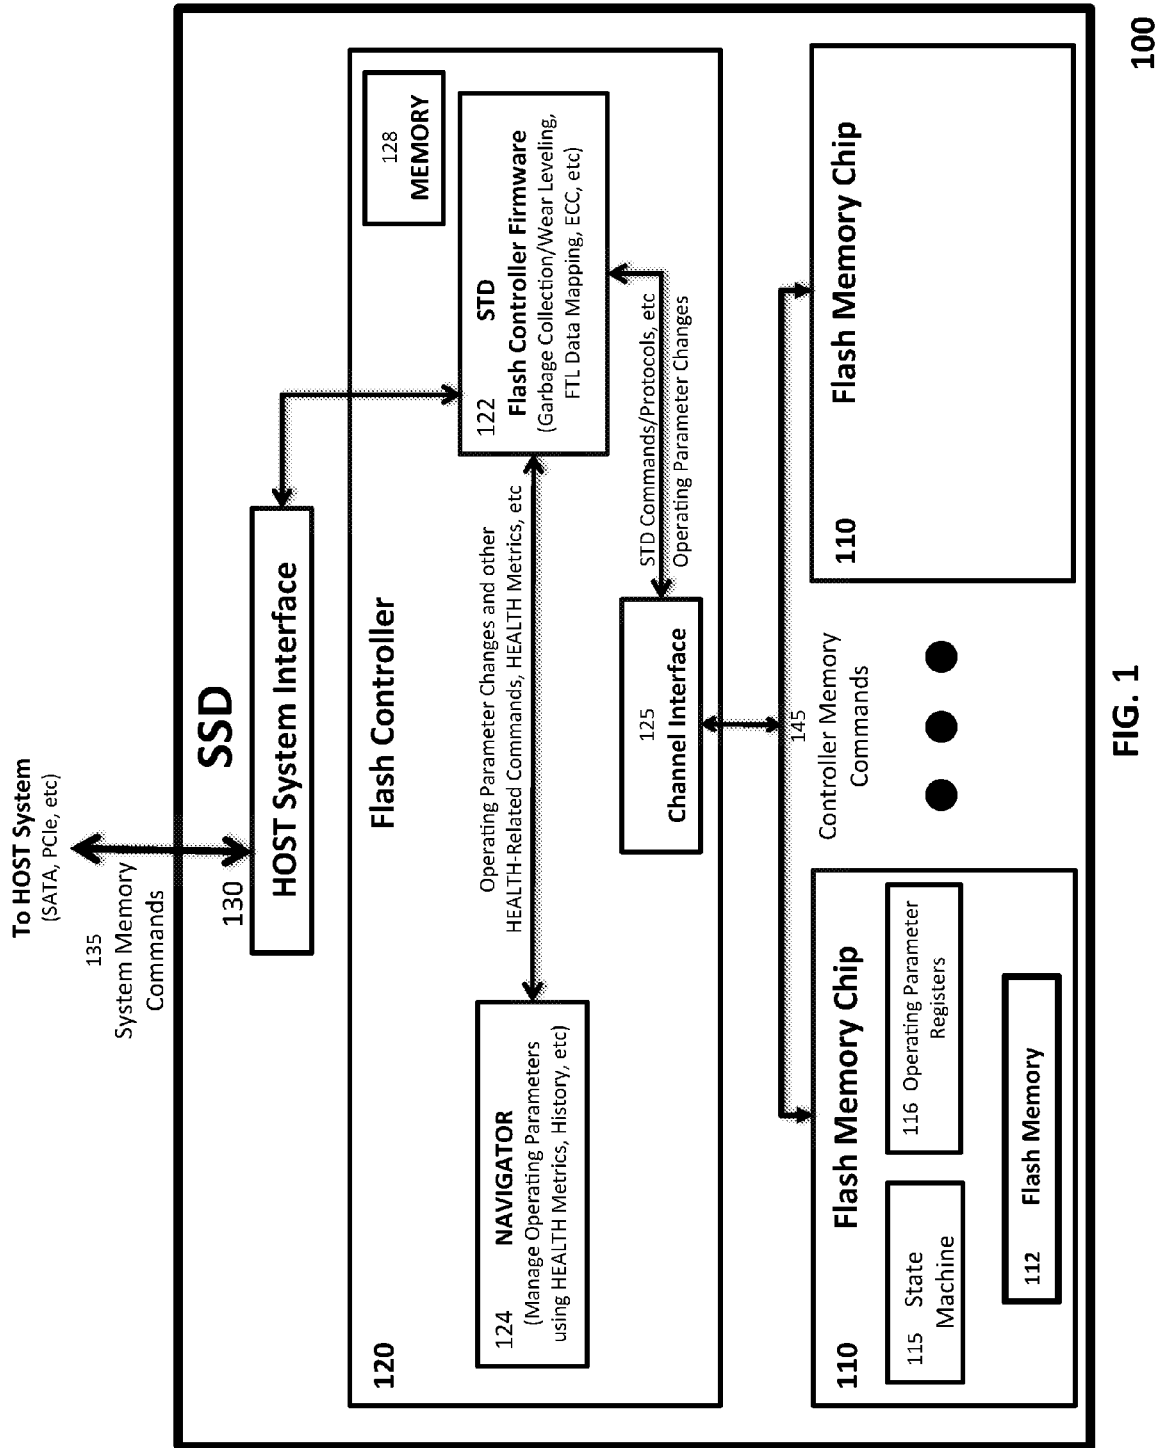 To HOST System
(SATA, PCIe, etc)
135
System Memory
Commands
SSD
130
HOST System Interface
120
Flash Controller
128
MEMORY
124 NAVIGATOR
(Manage Operating Parameters
using HEALTH Metrics, History, etc)
Operating Parameter Changes and other
HEALTH-Related Commands, HEALTH Metrics, etc
122 STD
Flash Controller Firmware
(Garbage Collection/Wear Leveling,
FTL Data Mapping, ECC, etc)
125
Channel Interface
STD Commands/Protocols, etc
Operating Parameter Changes
145
Controller Memory
Commands
110 Flash Memory Chip
115 State
Machine
116 Operating Parameter
Registers
112 Flash Memory
110 Flash Memory Chip
FIG. 1
100